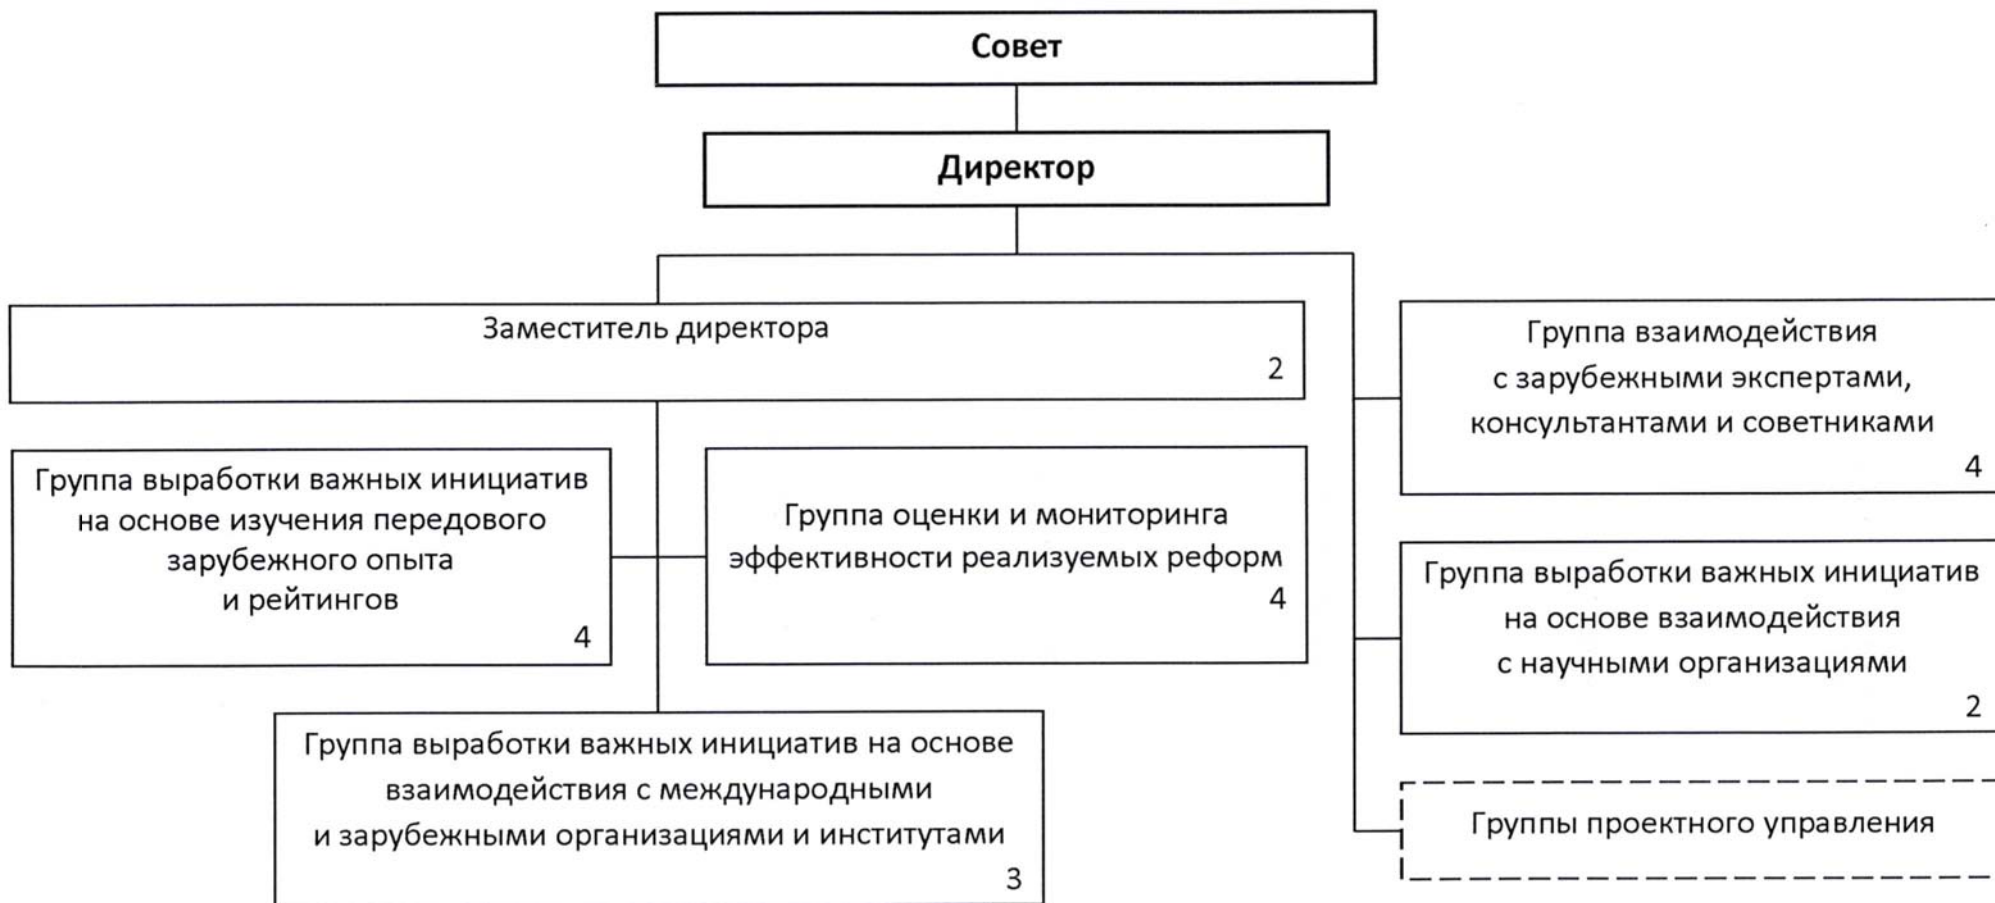 Совет
Директор
Заместитель директора
2
Группа взаимодействия
с зарубежными экспертами,
консультантами и советниками
4
Группа выработки важных инициатив
на основе изучения передового
зарубежного опыта
и рейтингов
4
Группа оценки и мониторинга
эффективности реализуемых реформ
4
Группа выработки важных инициатив
на основе взаимодействия
с научными организациями
2
Группа выработки важных инициатив на основе
взаимодействия с международными
и зарубежными организациями и институтами
3
Группы проектного управления